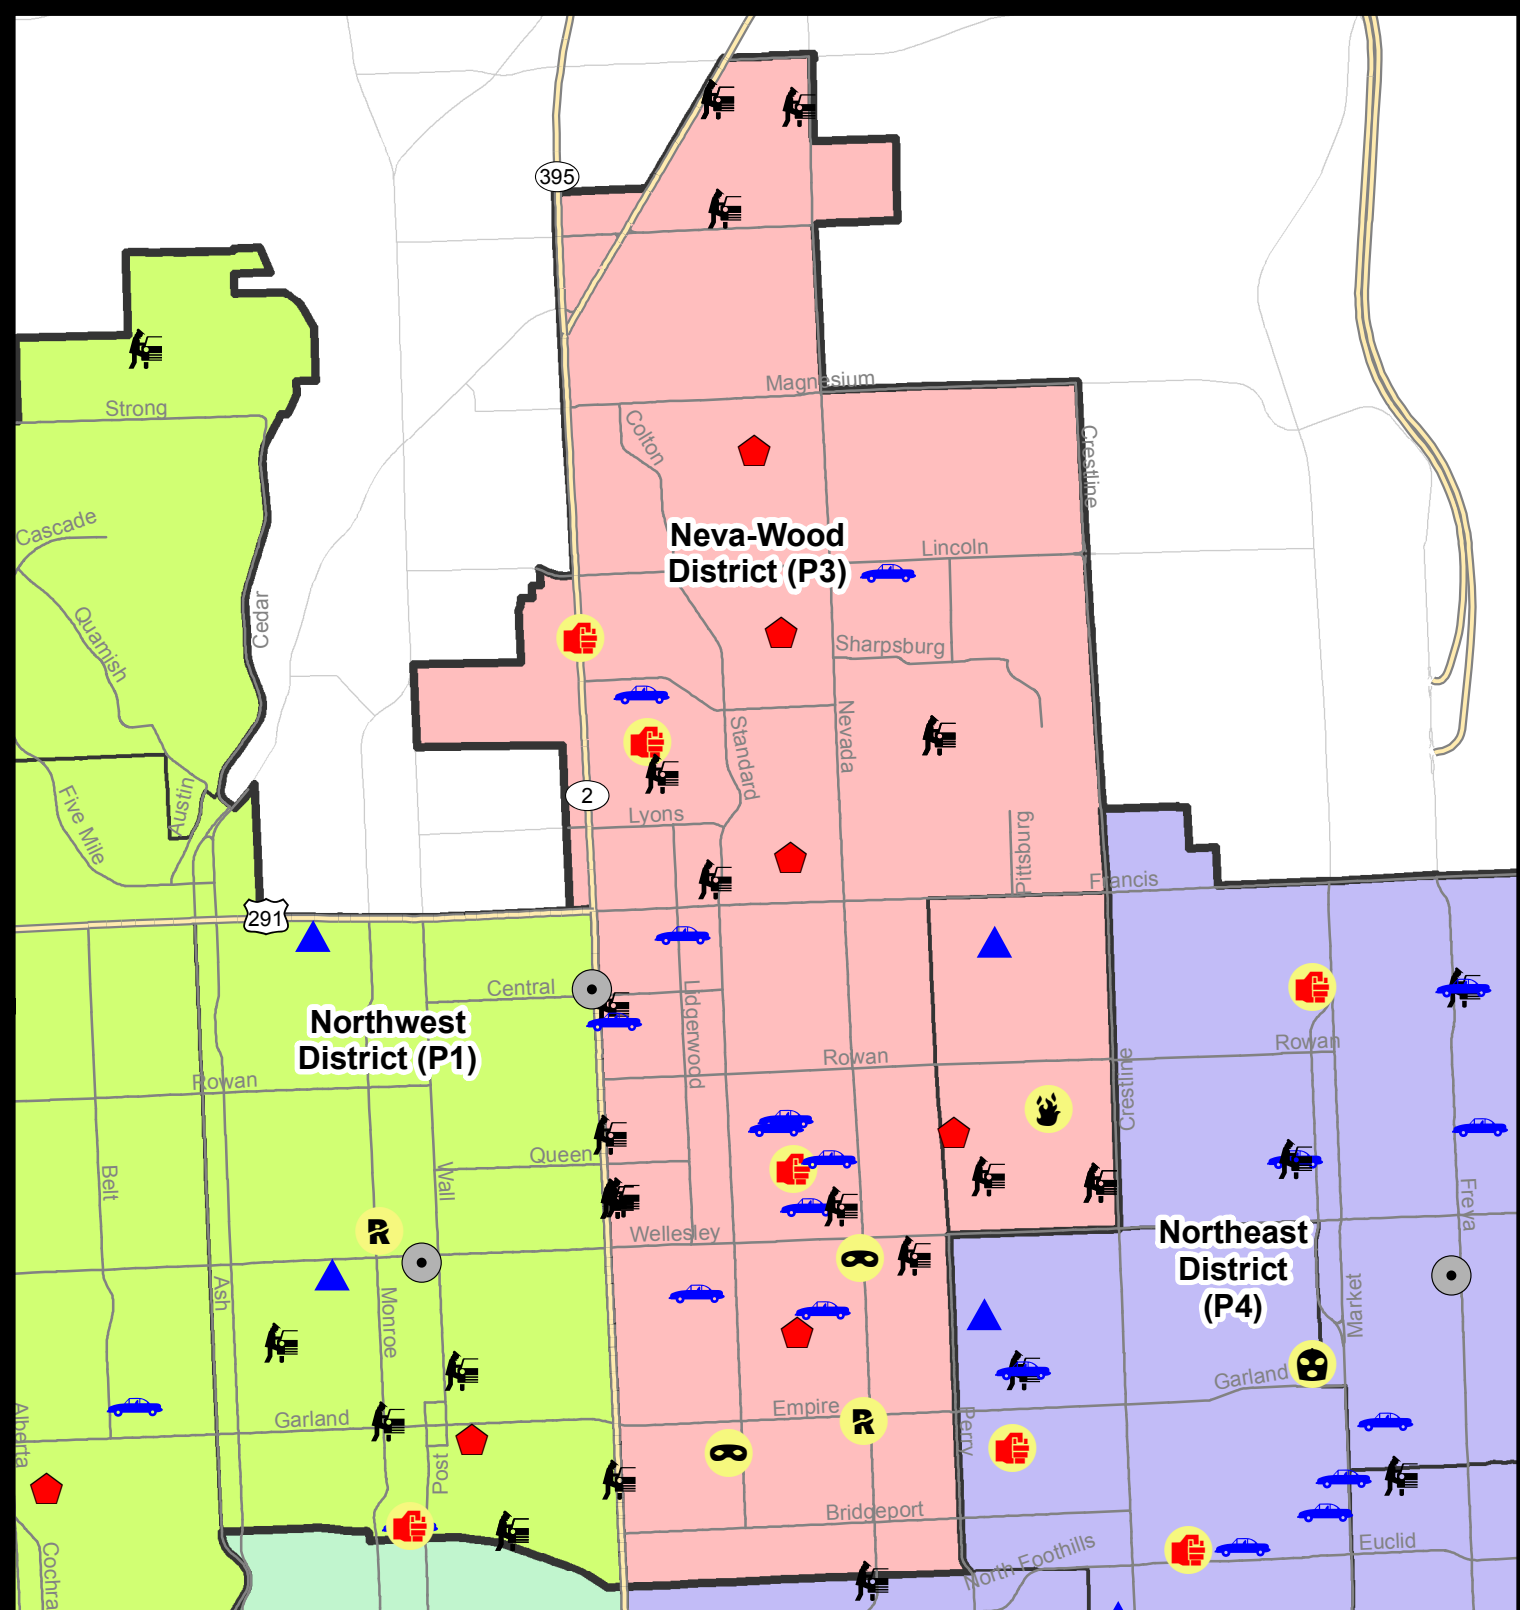 395
Magnesium
Strong
Colton
Crestline
Cascade
Neva-Wood
District (P3)
Lincoln
Quamish
Cedar
Sharpsburg
Nevada
Standard
2
Five Mile
Austin
Lyons
Pittsburg
Francis
291
Central
Lidgerwood
Northwest
District (P1)
Rowan
Rowan
Rowan
Crestline
Queen
Belt
Wall
Freya
Wellesley
Northeast
District
(P4)
Ash
Monroe
Market
Garland
Empire
R
R
Alberta
Garland
Perry
Post
Bridgeport
Euclid
North Foothills
Cochra